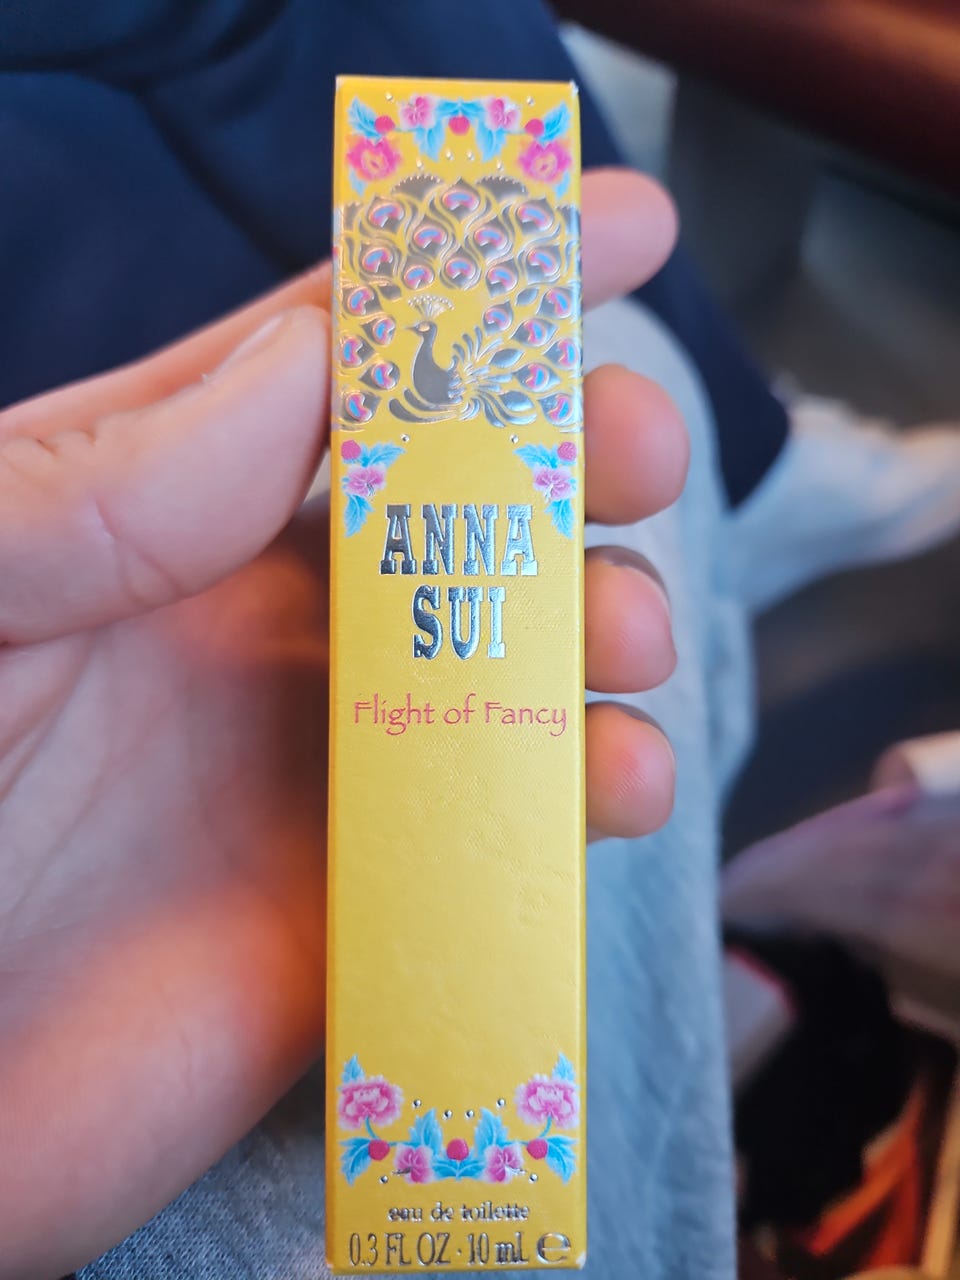 ANNA
SUI
Flight of Fancy
eau de toilette
0.3 FL OZ · 10 mL ℮